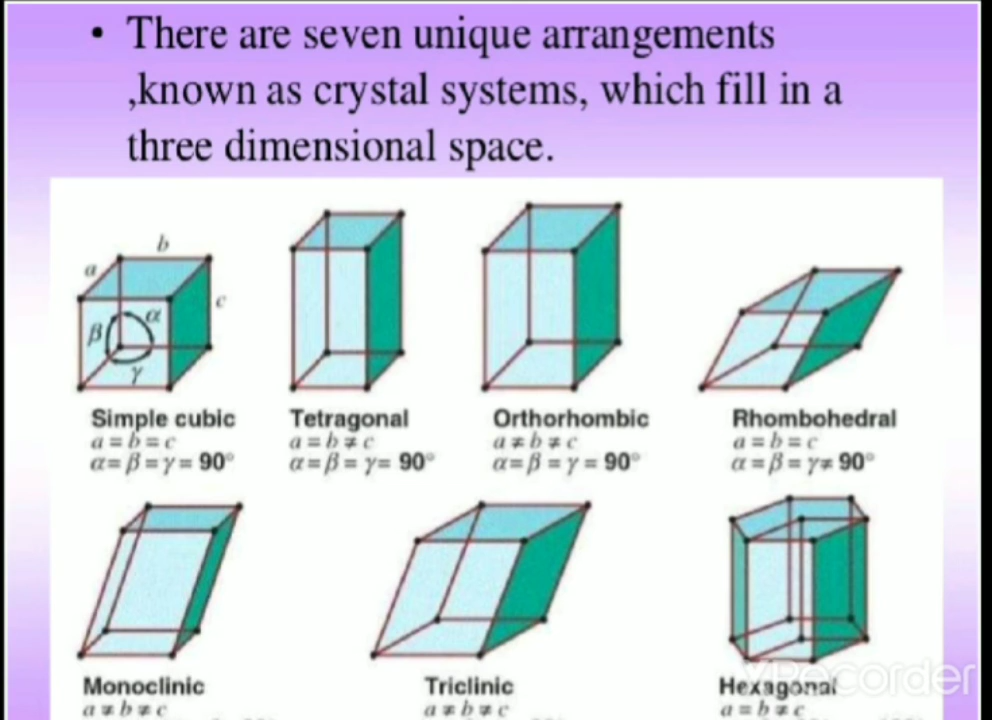 • There are seven unique arrangements
,known as crystal systems, which fill in a
three dimensional space.
b
a
c
α
β
γ
Simple cubic
a = b = c
α = β = γ = 90°
Tetragonal
a = b ≠ c
α = β = γ = 90°
Orthorhombic
a ≠ b ≠ c
α = β = γ = 90°
Rhombohedral
a = b = c
α = β = γ ≠ 90°
Monoclinic
a ≠ b ≠ c
Triclinic
a ≠ b ≠ c
Hexagonal
a = b ≠ c
XRecorder